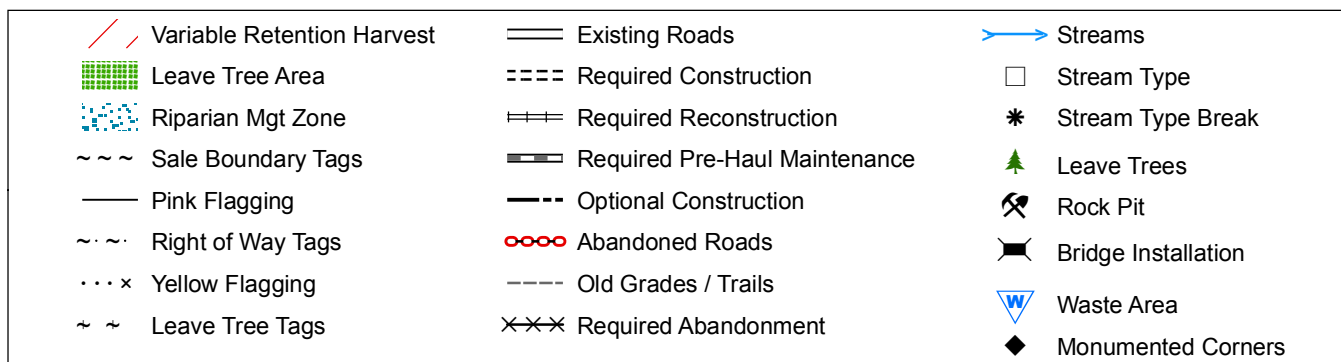 Variable Retention Harvest
Leave Tree Area
Riparian Mgt Zone
Sale Boundary Tags
Pink Flagging
Right of Way Tags
Yellow Flagging
Leave Tree Tags
Existing Roads
Required Construction
Required Reconstruction
Required Pre-Haul Maintenance
Optional Construction
Abandoned Roads
Old Grades / Trails
Required Abandonment
Streams
Stream Type
Stream Type Break
Leave Trees
Rock Pit
Bridge Installation
W Waste Area
Monumented Corners